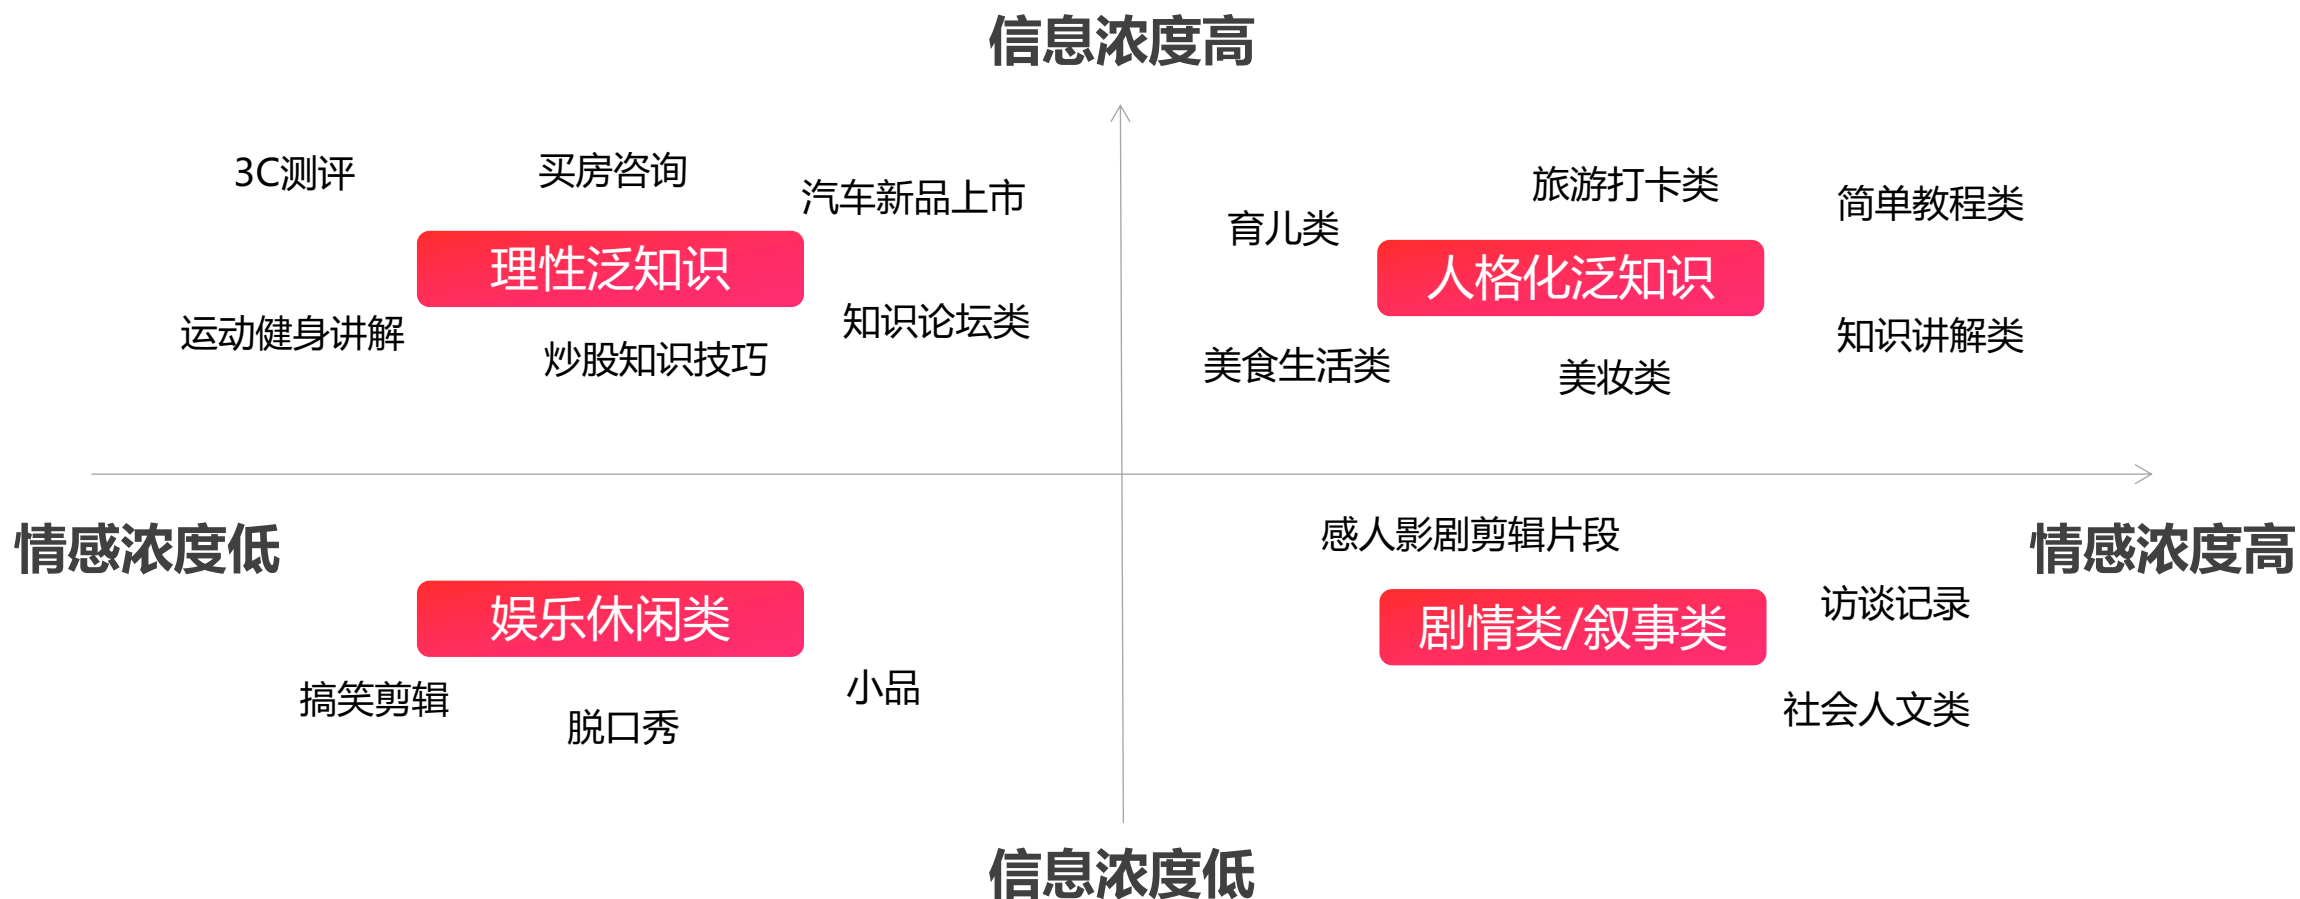 信息浓度高
3C测评
买房咨询
汽车新品上市
理性泛知识
运动健身讲解
炒股知识技巧
知识论坛类
旅游打卡类
简单教程类
育儿类
人格化泛知识
知识讲解类
美食生活类
美妆类
情感浓度低
情感浓度高
娱乐休闲类
搞笑剪辑
脱口秀
小品
感人影剧剪辑片段
剧情类/叙事类
访谈记录
社会人文类
信息浓度低